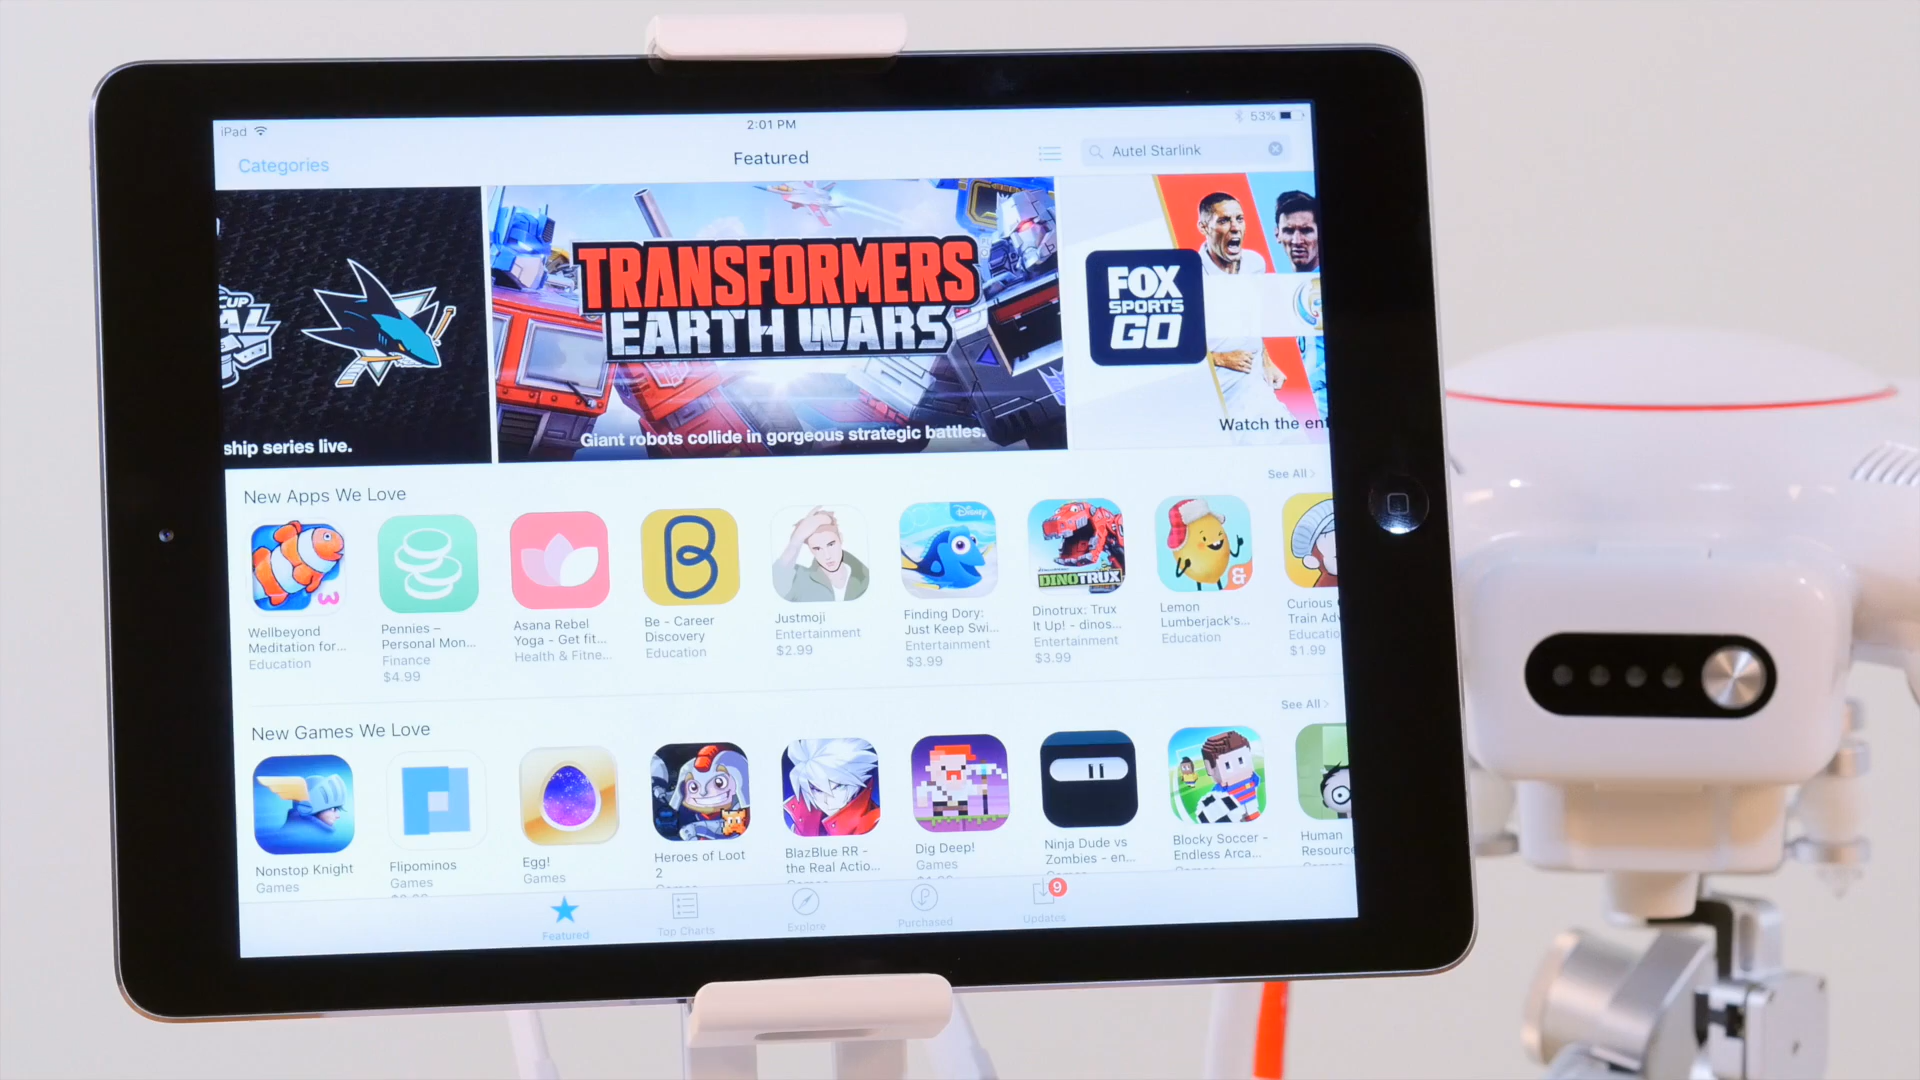 iPad
2:01 PM
53%
Categories
Featured
Autel Starlink
CUP
ship series live.
TRANSFORMERS
EARTH WARS
Giant robots collide in gorgeous strategic battles.
FOX
SPORTS
GO
Watch the ent
New Apps We Love
See All >
Disney
DINOTRUX
&
Wellbeyond
Meditation for...
Education
Pennies –
Personal Mon...
Finance
$4.99
Asana Rebel
Yoga - Get fit...
Health & Fitne...
Be - Career
Discovery
Education
Justmoji
Entertainment
$2.99
Finding Dory:
Just Keep Swi...
Entertainment
$3.99
Dinotrux: Trux
It Up! - dinos...
Entertainment
$3.99
Lemon
Lumberjack's...
Education
Curious
Train Adv
Educatio
$1.99
New Games We Love
See All >
Nonstop Knight
Games
Flipominos
Games
Egg!
Games
Heroes of Loot
2
BlazBlue RR -
the Real Actio...
Dig Deep!
Games
Ninja Dude vs
Zombies - en...
Blocky Soccer -
Endless Arca...
Human
Resource
Featured
Top Charts
Explore
Purchased
9
Updates